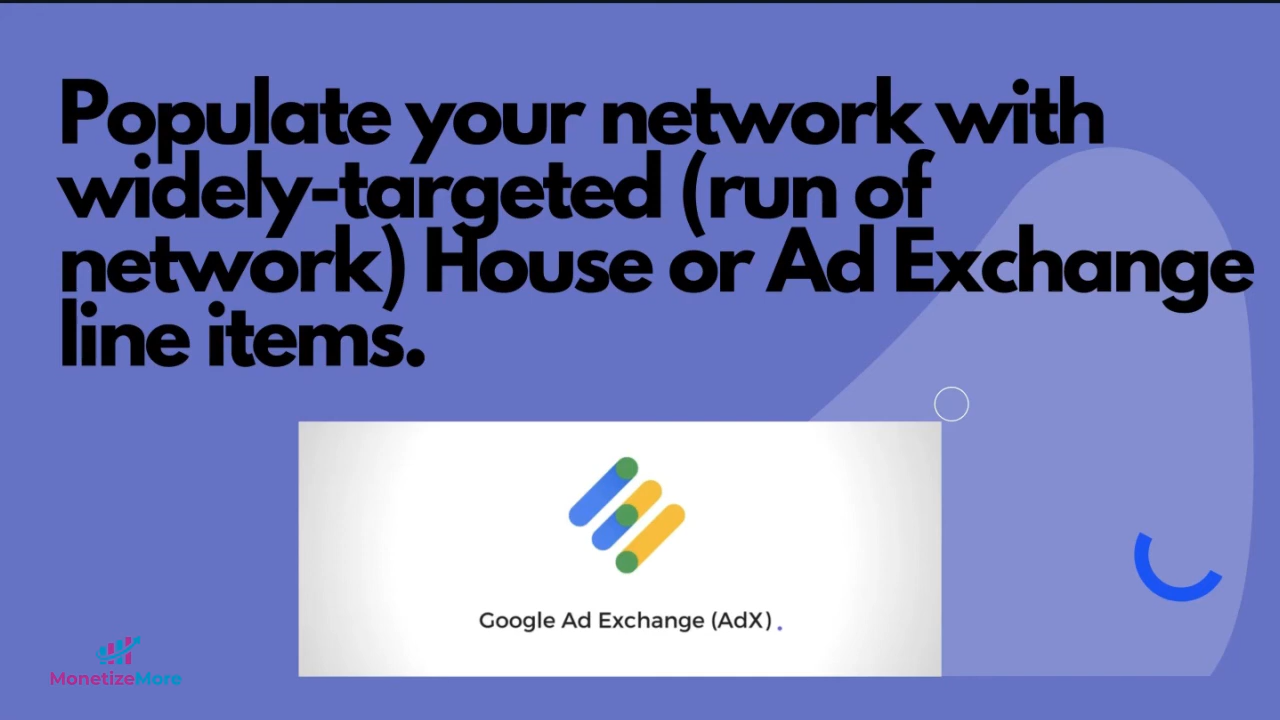 Populate your network with
widely-targeted (run of
network) House or Ad Exchange
line items.
Google Ad Exchange (AdX) .
MonetizeMore